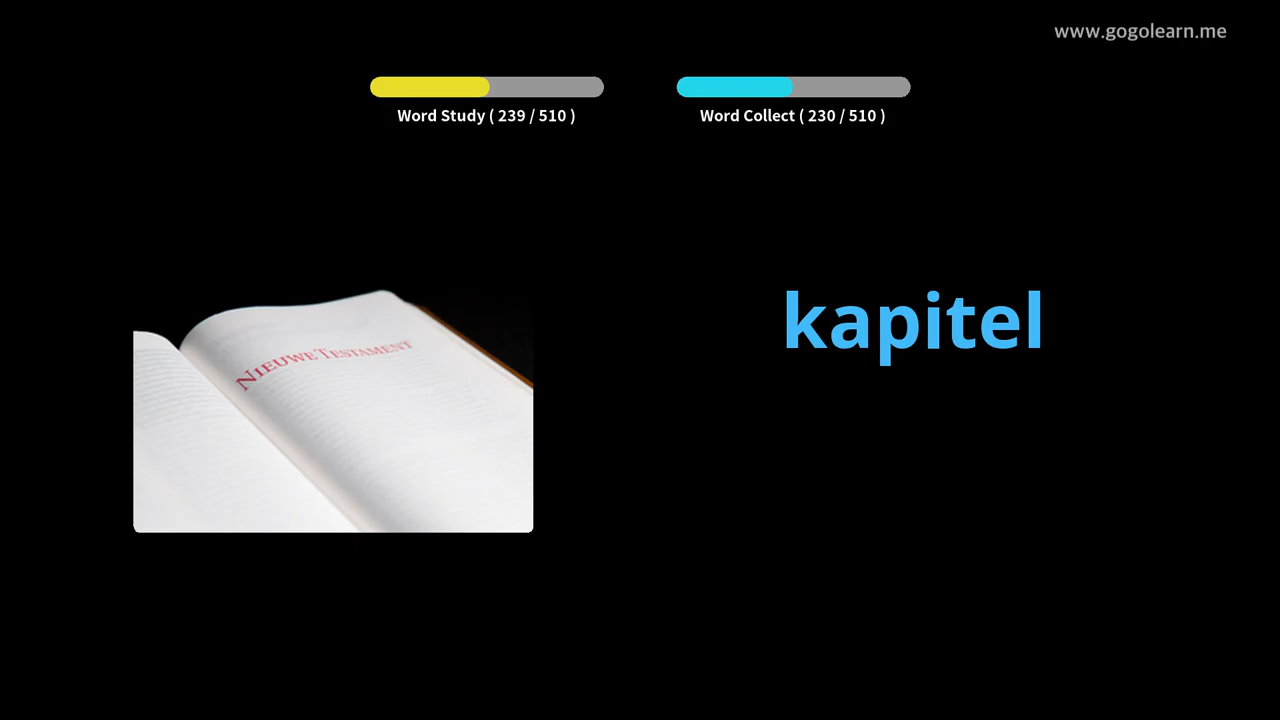 www.gogolearn.me
Word Study ( 239 / 510 )
Word Collect ( 230 / 510 )
NIEUWE TESTAMENT
kapitel